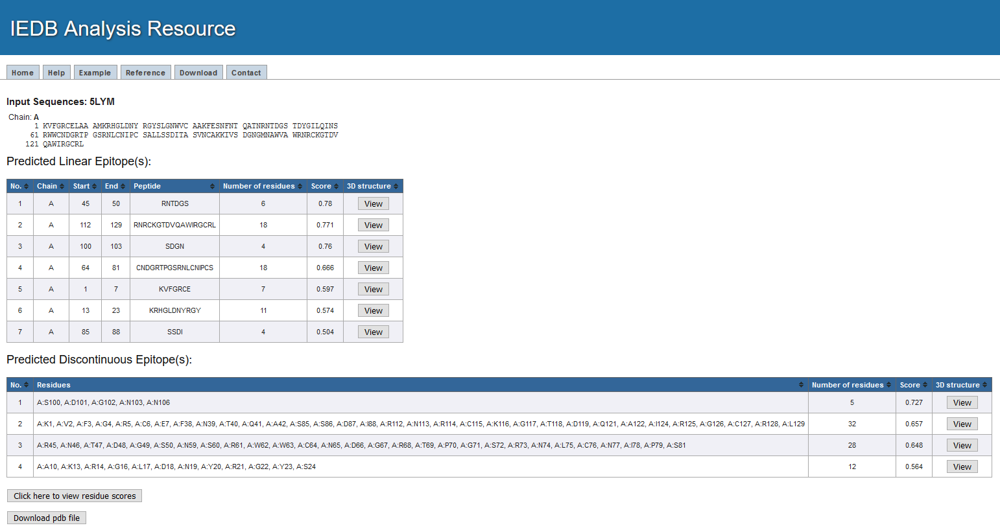 IEDB Analysis Resource
Home Help Example Reference Download Contact
Input Sequences: 5LYM
Chain: A
1 KVFGRCELAA AMKRHGLDNY RGYSLGNWVC AAKFESNFNT QATNRNTDGS TDYGILQINS
61 RWWCNDGRTP GSRNLCNIPC SALLSSDITA SVNCAKKIVS DGNGMNAWVA WRNRCKGTDV
121 QAWIRGCRL
Predicted Linear Epitope(s):
No. Chain Start End Peptide Number of residues Score 3D structure
1 A 45 50 RNTDGS 6 0.78 View
2 A 112 129 RNRCKGTDVQAWIRGCRL 18 0.771 View
3 A 100 103 SDGN 4 0.76 View
4 A 64 81 CNDGRTPGSRNLCNIPCS 18 0.666 View
5 A 1 7 KVFGRCE 7 0.597 View
6 A 13 23 KRHGLDNYRGY 11 0.574 View
7 A 85 88 SSDI 4 0.504 View
Predicted Discontinuous Epitope(s):
No. Residues Number of residues Score 3D structure
1 A:S100, A:D101, A:G102, A:N103, A:N106 5 0.727 View
2 A:K1, A:V2, A:F3, A:G4, A:R5, A:C6, A:E7, A:F38, A:N39, A:T40, A:Q41, A:A42, A:S85, A:S86, A:D87, A:I88, A:R112, A:N113, A:R114, A:C115, A:K116, A:G117, A:T118, A:D119, A:Q121, A:A122, A:I124, A:R125, A:G126, A:C127, A:R128, A:L129 32 0.657 View
3 A:R45, A:N46, A:T47, A:D48, A:G49, A:S50, A:N59, A:S60, A:R61, A:W62, A:W63, A:C64, A:N65, A:D66, A:G67, A:R68, A:T69, A:P70, A:G71, A:S72, A:R73, A:N74, A:L75, A:C76, A:N77, A:I78, A:P79, A:S81 28 0.648 View
4 A:A10, A:K13, A:R14, A:G16, A:L17, A:D18, A:N19, A:Y20, A:R21, A:G22, A:Y23, A:S24 12 0.564 View
Click here to view residue scores
Download pdb file